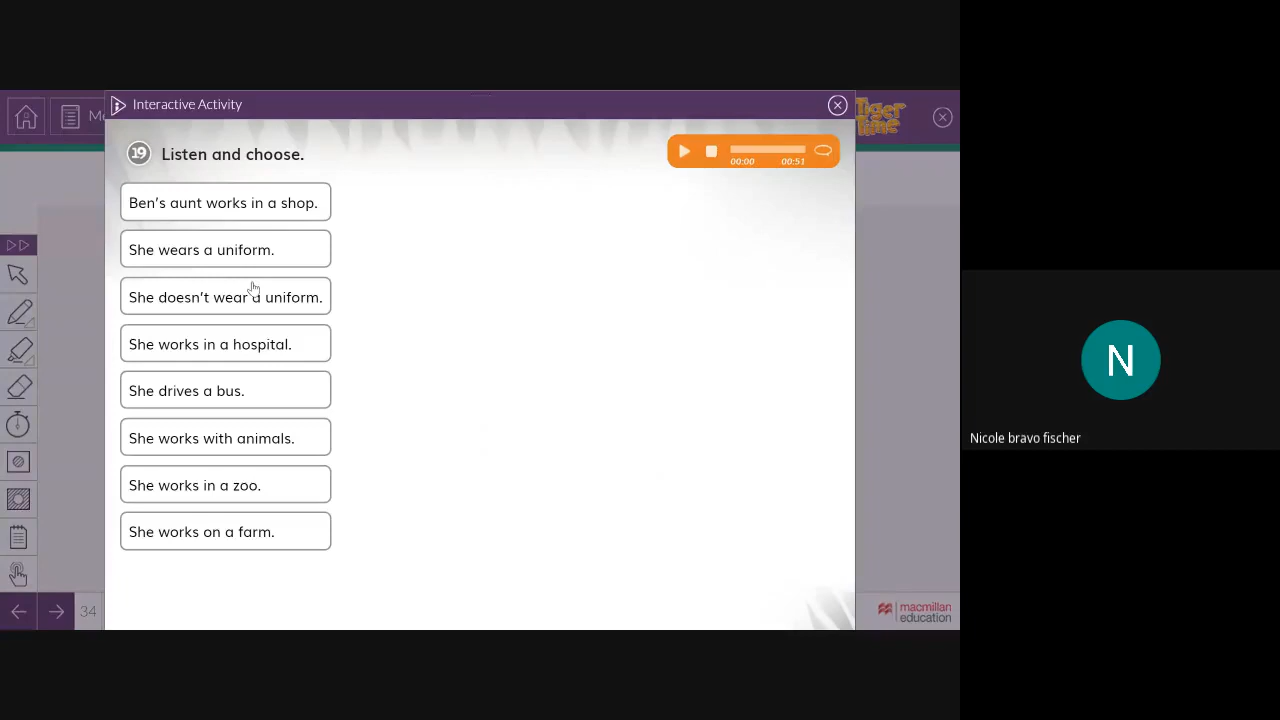 Interactive Activity
Tiger Time
19 Listen and choose.
00:00 00:51
Ben's aunt works in a shop.
She wears a uniform.
She doesn't wear a uniform.
She works in a hospital.
She drives a bus.
She works with animals.
She works in a zoo.
She works on a farm.
34
macmillan
education
N
Nicole bravo fischer